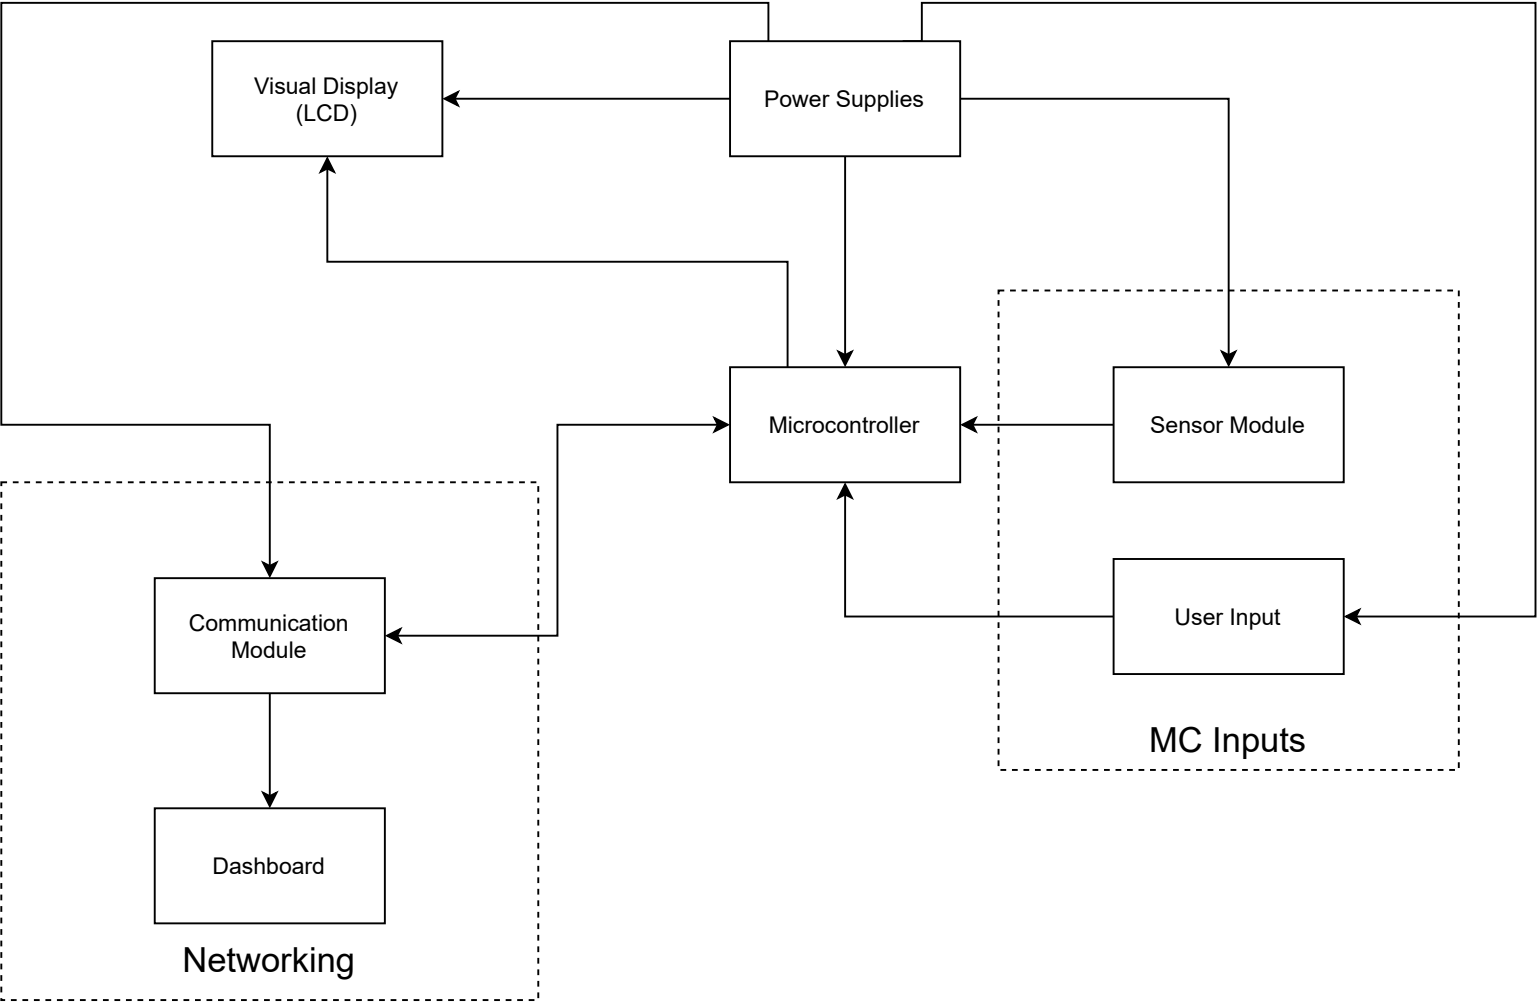 Visual Display
(LCD)
Power Supplies
Microcontroller
Sensor Module
User Input
MC Inputs
Communication
Module
Dashboard
Networking